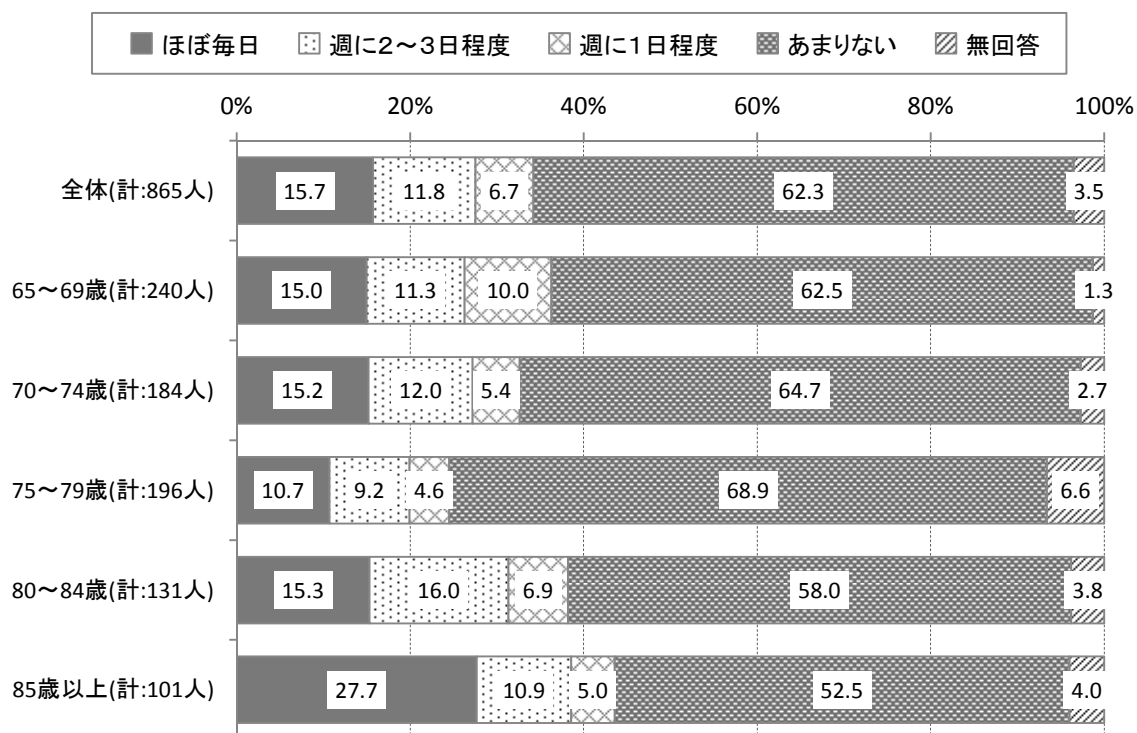 ほぼ毎日 週に2～3日程度 週に1日程度 あまりない 無回答
0% 20% 40% 60% 80% 100%
全体(計:865人) 15.7 11.8 6.7 62.3 3.5
65～69歳(計:240人) 15.0 11.3 10.0 62.5 1.3
70～74歳(計:184人) 15.2 12.0 5.4 64.7 2.7
75～79歳(計:196人) 10.7 9.2 4.6 68.9 6.6
80～84歳(計:131人) 15.3 16.0 6.9 58.0 3.8
85歳以上(計:101人) 27.7 10.9 5.0 52.5 4.0